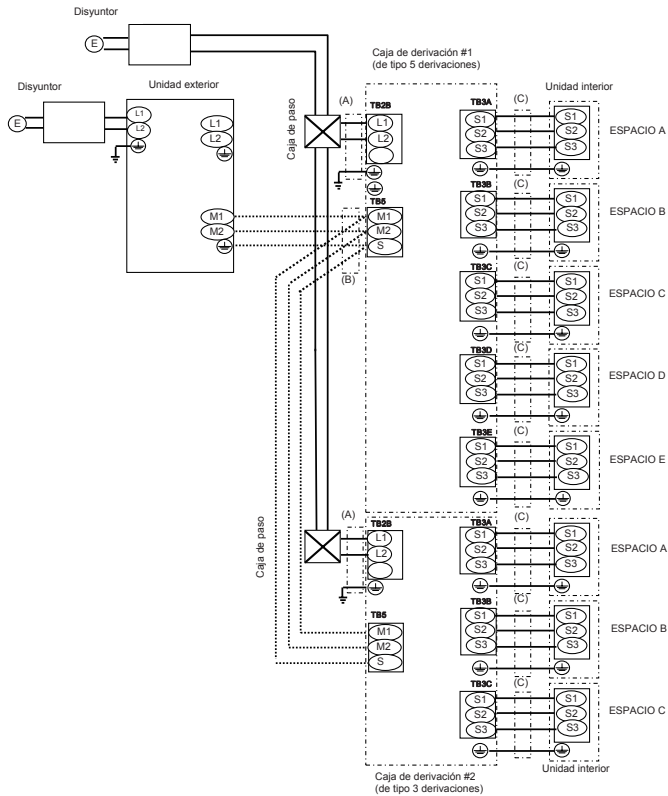 Disyuntor
E
Disyuntor
Unidad exterior
E
L1
L2
L1
L2
M1
M2
Caja de paso
(A)
Caja de derivación #1
(de tipo 5 derivaciones)
TB2B
L1
L2
TB5
M1
M2
S
(B)
Unidad interior
TB3A
(C)
S1
S2
S3
S1
S2
S3
ESPACIO A
TB3B
(C)
S1
S2
S3
S1
S2
S3
ESPACIO B
TB3C
(C)
S1
S2
S3
S1
S2
S3
ESPACIO C
TB3D
(C)
S1
S2
S3
S1
S2
S3
ESPACIO D
TB3E
(C)
S1
S2
S3
S1
S2
S3
ESPACIO E
Caja de paso
(A)
TB2B
L1
L2
TB5
M1
M2
S
TB3A
(C)
S1
S2
S3
S1
S2
S3
ESPACIO A
TB3B
(C)
S1
S2
S3
S1
S2
S3
ESPACIO B
TB3C
(C)
S1
S2
S3
S1
S2
S3
ESPACIO C
Unidad interior
Caja de derivación #2
(de tipo 3 derivaciones)